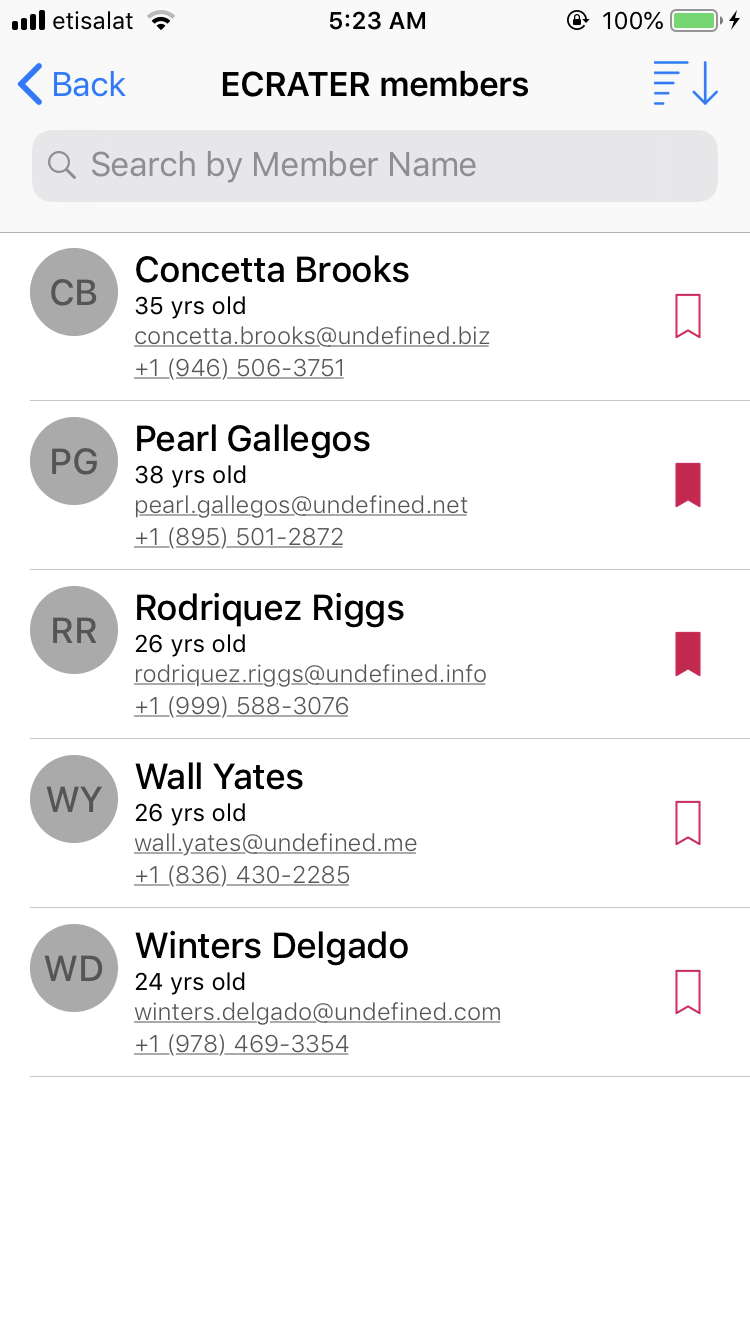 etisalat 5:23 AM 100%
Back ECRATER members
Search by Member Name
CB
Concetta Brooks
35 yrs old
concetta.brooks@undefined.biz
+1 (946) 506-3751
PG
Pearl Gallegos
38 yrs old
pearl.gallegos@undefined.net
+1 (895) 501-2872
RR
Rodriquez Riggs
26 yrs old
rodriquez.riggs@undefined.info
+1 (999) 588-3076
WY
Wall Yates
26 yrs old
wall.yates@undefined.me
+1 (836) 430-2285
WD
Winters Delgado
24 yrs old
winters.delgado@undefined.com
+1 (978) 469-3354